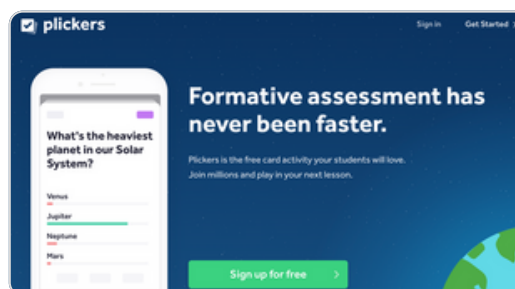 plickers
Sign in
Get Started
Formative assessment has
never been faster.
Plickers is the free card activity your students will love.
Join millions and play in your next lesson.
Sign up for free
What's the heaviest
planet in our Solar
System?
Venus
Jupiter
Neptune
Mars